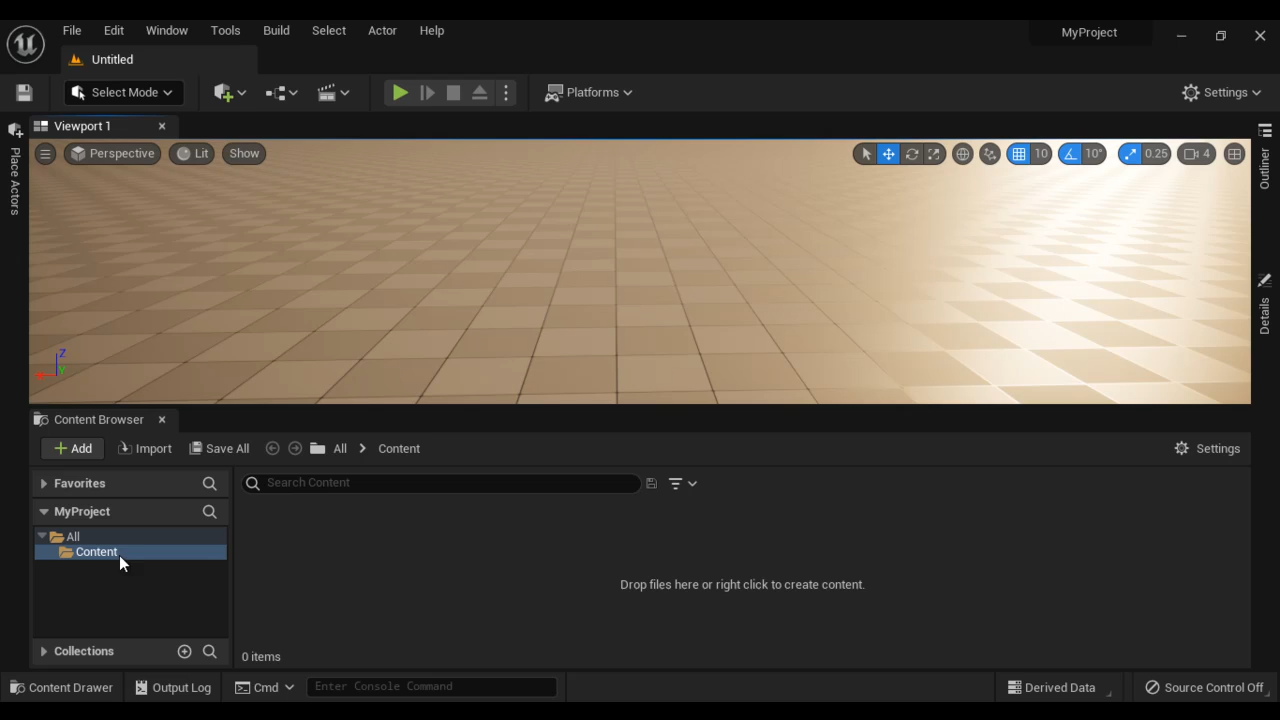 File Edit Window Tools Build Select Actor Help
MyProject
Untitled
Select Mode
Platforms
Settings
Viewport 1
Place Actors
Perspective Lit Show
10 10° 0.25 4
Outliner
Details
Z
Y
Content Browser
+ Add Import Save All All > Content Settings
Favorites
Search Content
MyProject
All
Content
Drop files here or right click to create content.
Collections
0 items
Content Drawer Output Log Cmd Enter Console Command Derived Data Source Control Off